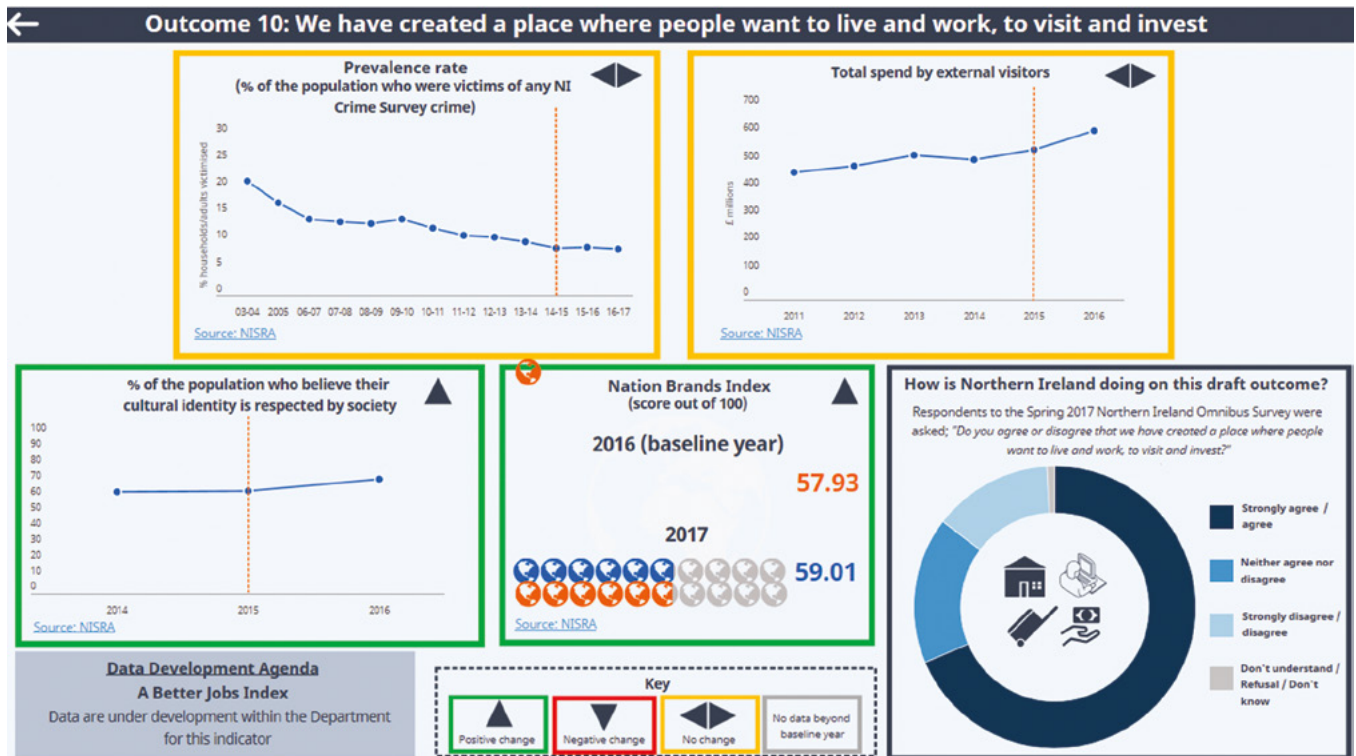 Outcome 10: We have created a place where people want to live and work, to visit and invest
Prevalence rate
(% of the population who were victims of any NI
Crime Survey crime)
% households/adults victimised
30
25
20
15
10
5
0
03-04 2005 06-07 07-08 08-09 09-10 10-11 11-12 12-13 13-14 14-15 15-16 16-17
Source: NISRA
Total spend by external visitors
£ millions
700
600
500
400
300
200
100
0
2011 2012 2013 2014 2015 2016
Source: NISRA
% of the population who believe their
cultural identity is respected by society
100
90
80
70
60
50
40
30
20
10
0
2014 2015 2016
Source: NISRA
Nation Brands Index
(score out of 100)
2016 (baseline year)
57.93
2017
59.01
Source: NISRA
How is Northern Ireland doing on this draft outcome?
Respondents to the Spring 2017 Northern Ireland Omnibus Survey were
asked; "Do you agree or disagree that we have created a place where people
want to live and work, to visit and invest?"
Strongly agree /
agree
Neither agree nor
disagree
Strongly disagree /
disagree
Don't understand /
Refusal / Don't
know
Data Development Agenda
A Better Jobs Index
Data are under development within the Department
for this indicator
Key
Positive change
Negative change
No change
No data beyond
baseline year